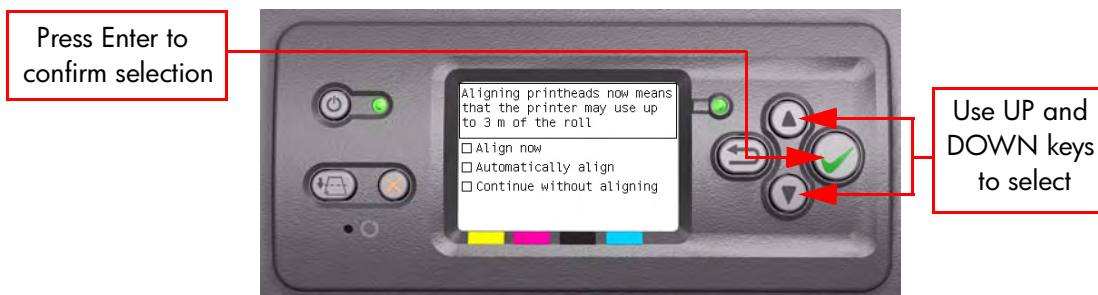 Press Enter to
confirm selection
Aligning printheads now means
that the printer may use up
to 3 m of the roll
Align now
Automatically align
Continue without aligning
Use UP and
DOWN keys
to select